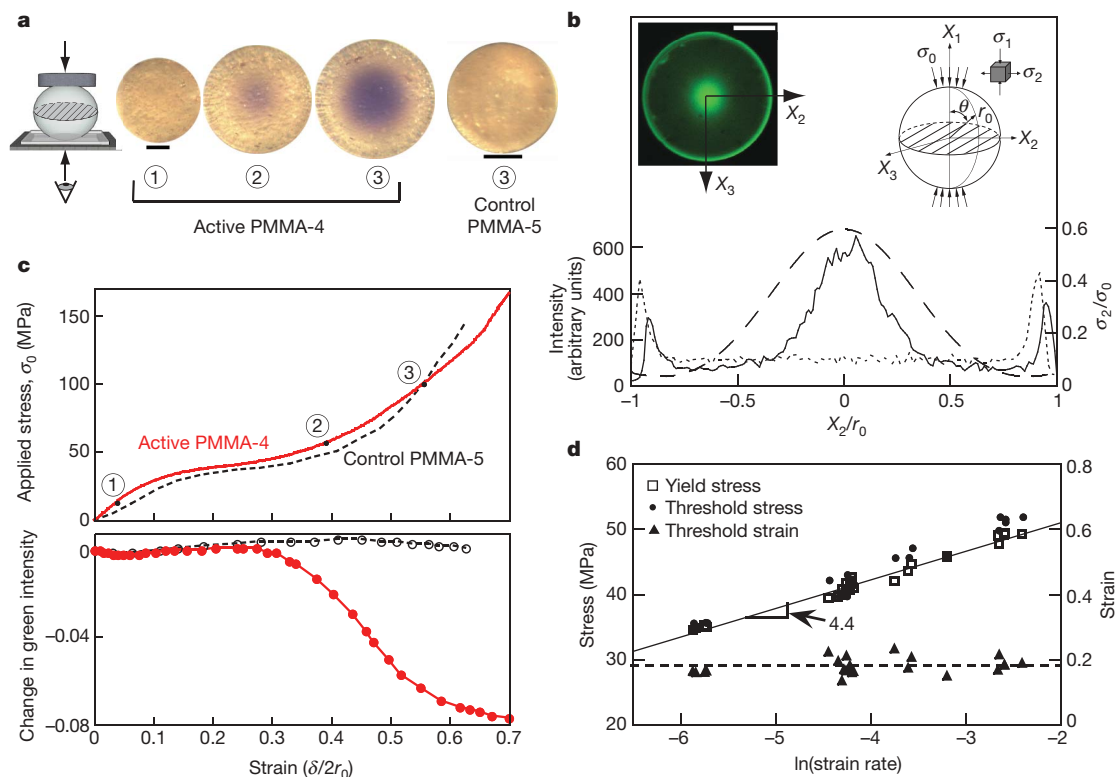 a
① ② ③ ③
Active PMMA-4
Control
PMMA-5
b
X2
X3
X1
σ0
σ1
σ2
θ
r0
X2
X3
Intensity
(arbitrary units)
600
400
200
0
0.6
0.4
0.2
0
σ2/σ0
−1 −0.5 0 0.5 1
X2/r0
c
Applied stress, σ0 (MPa)
150
100
50
0
①
②
③
Active PMMA-4
Control PMMA-5
Change in green intensity
0
−0.04
−0.08
0 0.1 0.2 0.3 0.4 0.5 0.6 0.7
Strain (δ/2r0)
d
Stress (MPa)
60
50
40
30
20
Yield stress
Threshold stress
Threshold strain
4.4
0.8
0.6
0.4
0.2
0
Strain
−6 −5 −4 −3 −2
ln(strain rate)